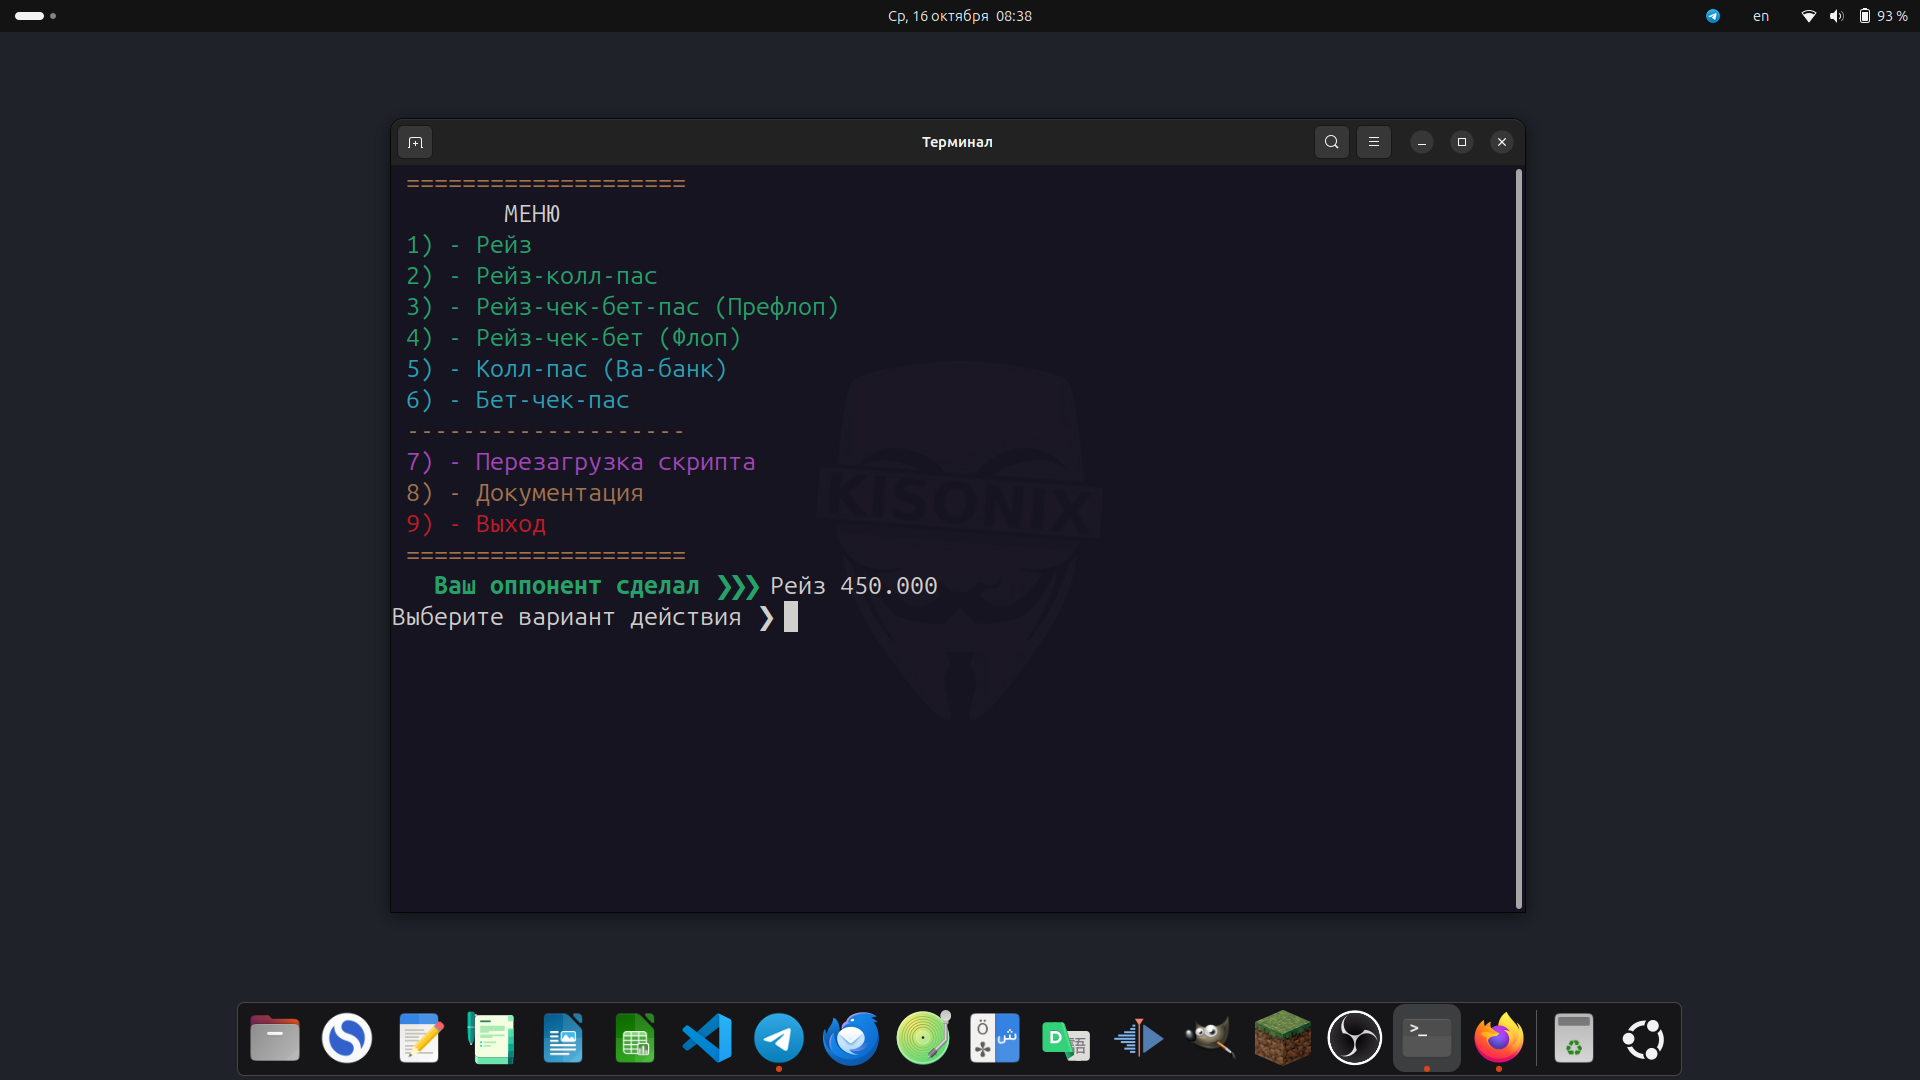 Ср, 16 октября 08:38
en
93 %
Терминал
====================
МЕНЮ
1) - Рейз
2) - Рейз-колл-пас
3) - Рейз-чек-бет-пас (Префлоп)
4) - Рейз-чек-бет (Флоп)
5) - Колл-пас (Ва-банк)
6) - Бет-чек-пас
--------------------
7) - Перезагрузка скрипта
8) - Документация
9) - Выход
====================
KISONIX
Ваш оппонент сделал ❯❯❯ Рейз 450.000
Выберите вариант действия ❯